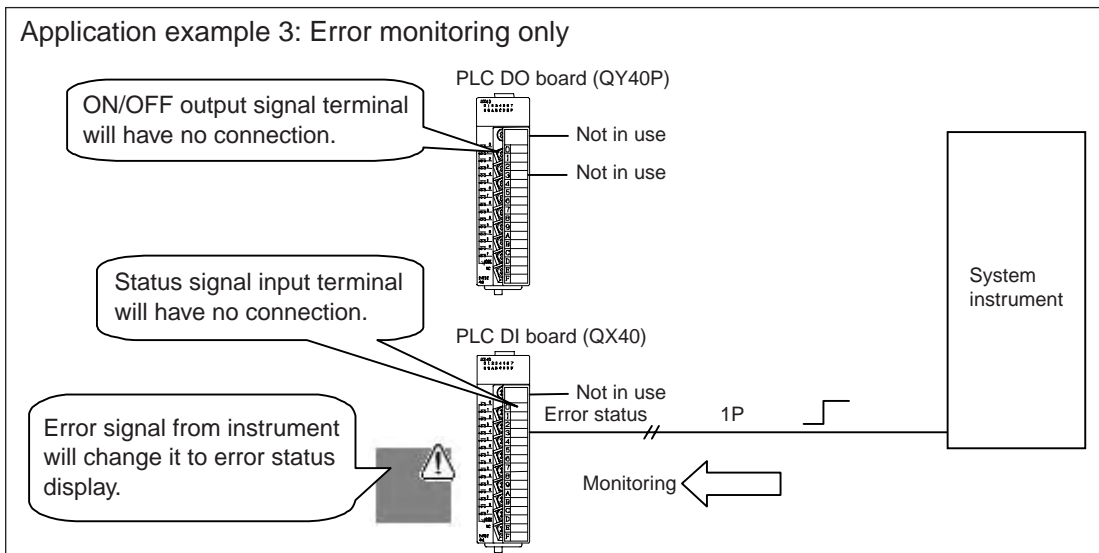 Application example 3: Error monitoring only
PLC DO board (QY40P)
ON/OFF output signal terminal
will have no connection.
Not in use
Not in use
Status signal input terminal
will have no connection.
System
instrument
PLC DI board (QX40)
Not in use
Error status
1P
Error signal from instrument
will change it to error status
display.
Monitoring